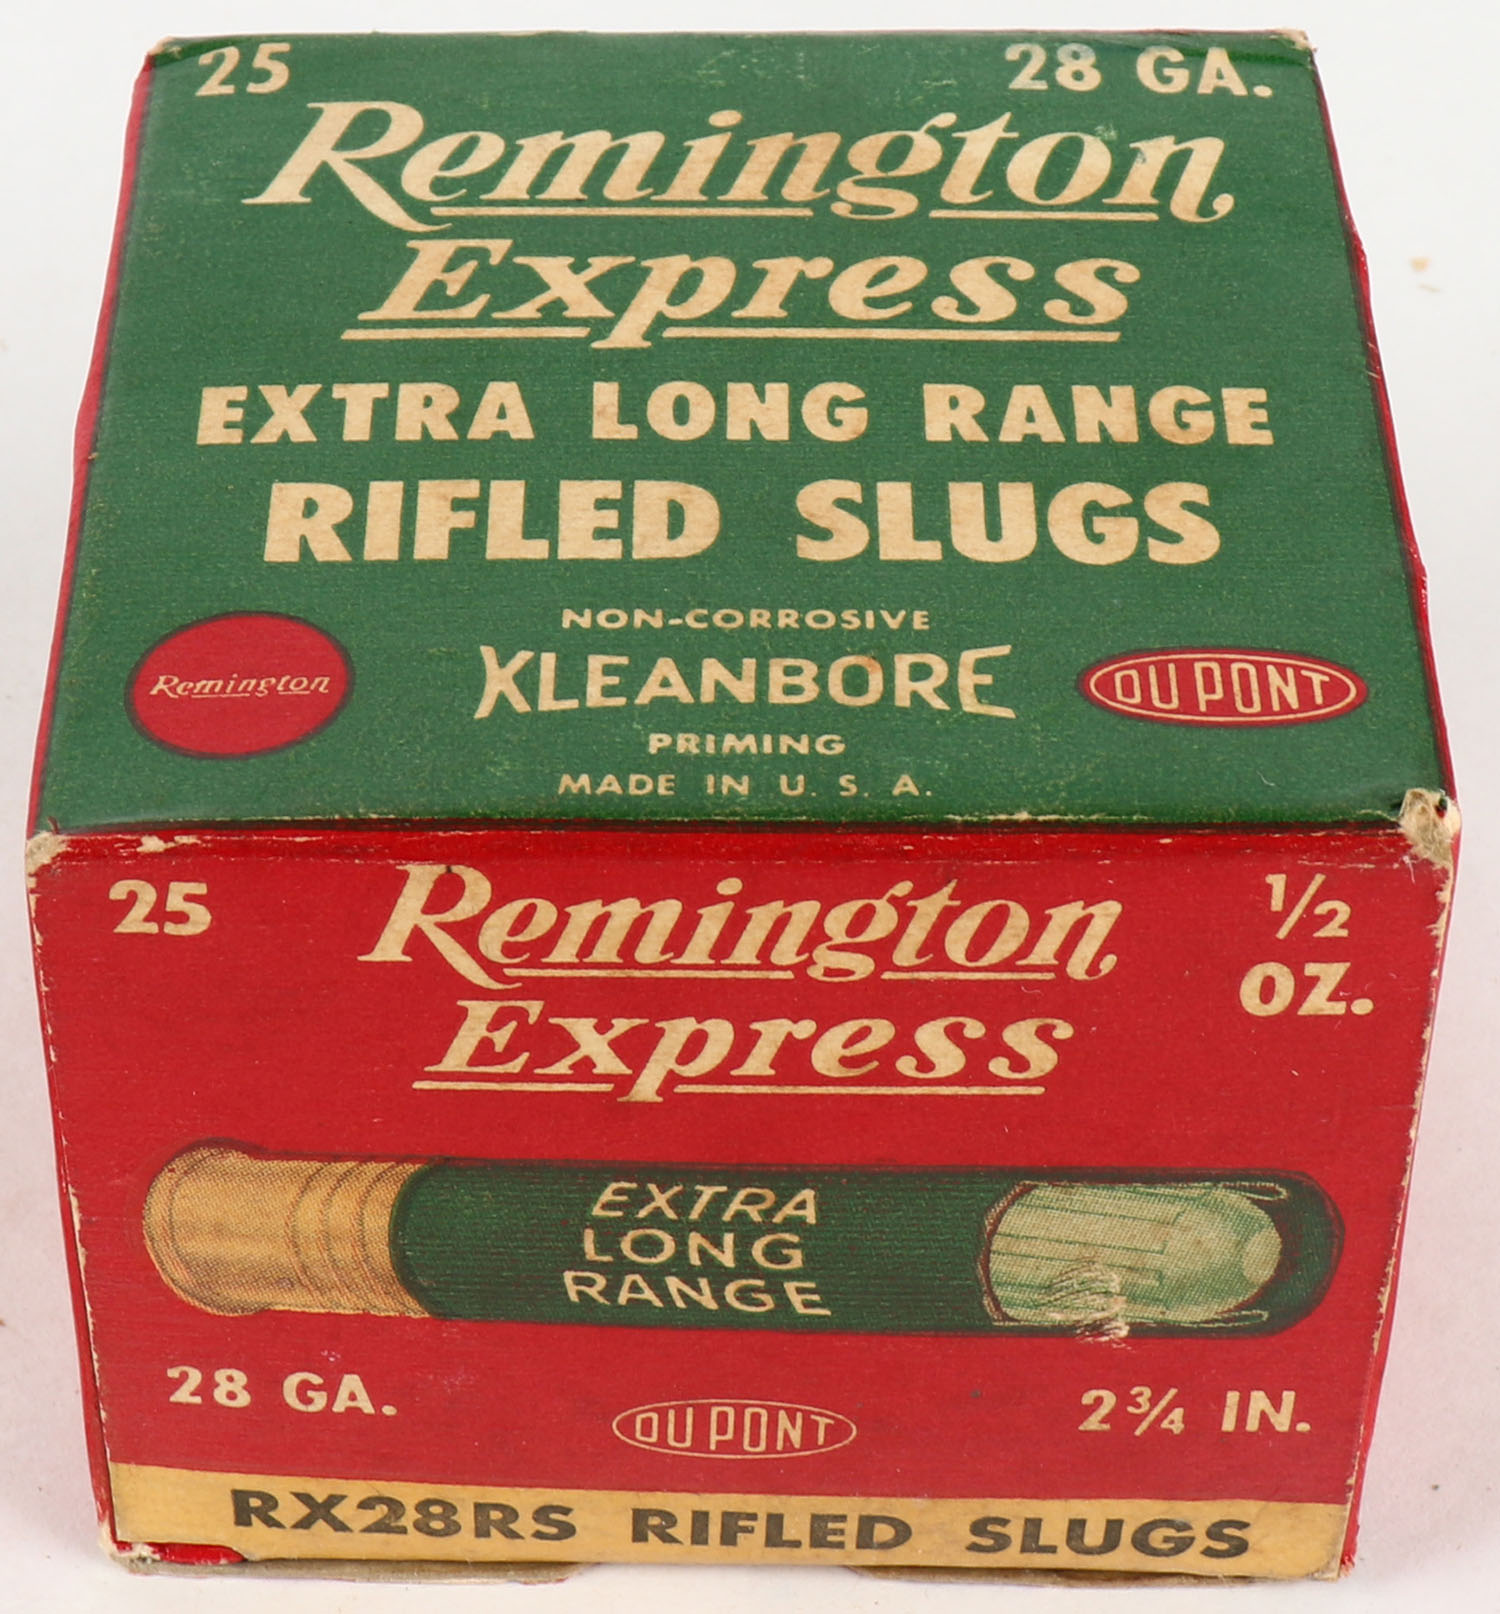 25 28 GA.
Remington
Express
EXTRA LONG RANGE
RIFLED SLUGS
NON-CORROSIVE
KLEANBORE
PRIMING
MADE IN U. S. A.
Remington
DU PONT
25
Remington
Express
1/2
OZ.
EXTRA
LONG
RANGE
28 GA.
DU PONT
2 3/4 IN.
RX28RS RIFLED SLUGS